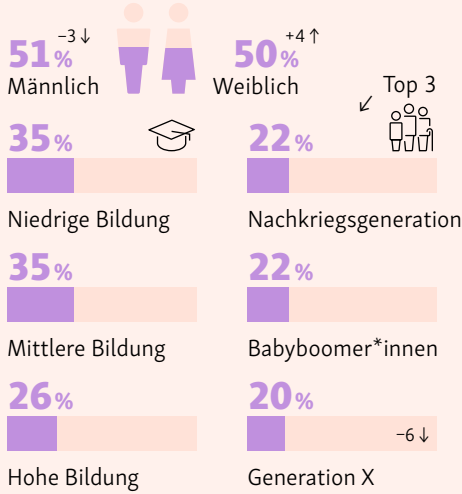 51% −3↓
Männlich
50% +4↑
Weiblich
Top 3
35%
Niedrige Bildung
22%
Nachkriegsgeneration
35%
Mittlere Bildung
22%
Babyboomer*innen
26%
Hohe Bildung
20%
−6↓
Generation X